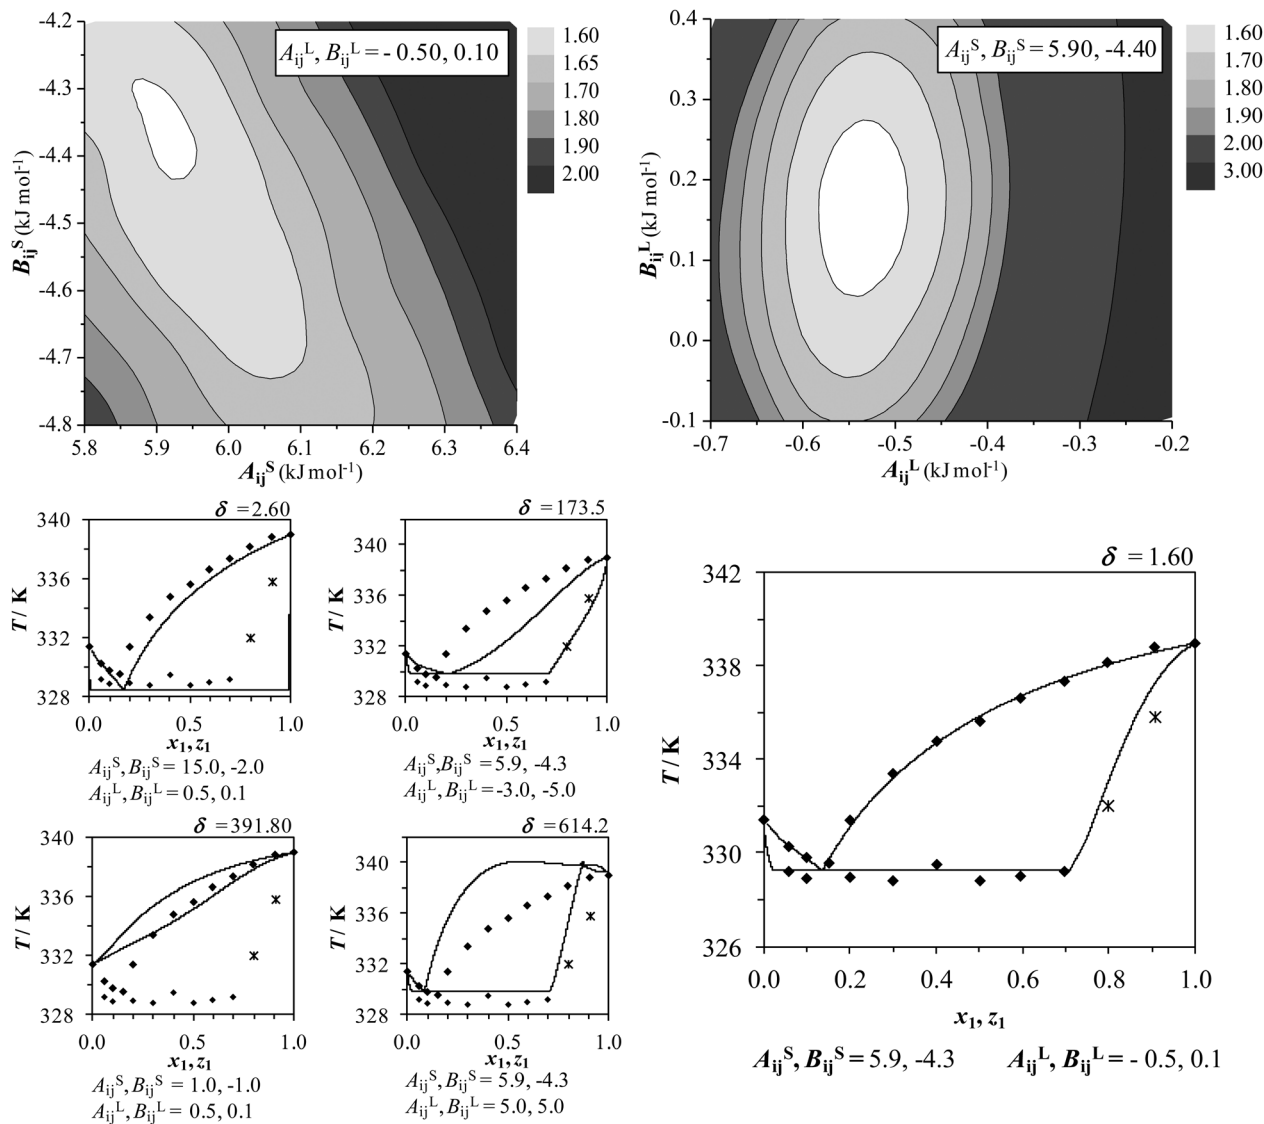 A_ij^L, B_ij^L = - 0.50, 0.10
-4.2
-4.3
-4.4
-4.5
-4.6
-4.7
-4.8
B_ij^S (kJ mol^-1)
5.8 5.9 6.0 6.1 6.2 6.3 6.4
A_ij^S (kJ mol^-1)
1.60
1.65
1.70
1.80
1.90
2.00
A_ij^S, B_ij^S = 5.90, -4.40
0.4
0.3
0.2
0.1
0.0
-0.1
B_ij^L (kJ mol^-1)
-0.7 -0.6 -0.5 -0.4 -0.3 -0.2
A_ij^L (kJ mol^-1)
1.60
1.70
1.80
1.90
2.00
3.00
δ =2.60
340
336
332
328
T / K
0.0 0.5 1.0
x_1, z_1
A_ij^S, B_ij^S = 15.0, -2.0
A_ij^L, B_ij^L = 0.5, 0.1
δ =173.5
340
336
332
328
T / K
0.0 0.5 1.0
x_1, z_1
A_ij^S, B_ij^S = 5.9, -4.3
A_ij^L, B_ij^L = -3.0, -5.0
δ =391.80
340
336
332
328
T / K
0.0 0.5 1.0
x_1, z_1
A_ij^S, B_ij^S = 1.0, -1.0
A_ij^L, B_ij^L = 0.5, 0.1
δ =614.2
340
336
332
328
T / K
0.0 0.5 1.0
x_1, z_1
A_ij^S, B_ij^S = 5.9, -4.3
A_ij^L, B_ij^L = 5.0, 5.0
δ =1.60
342
338
334
330
326
T / K
0.0 0.2 0.4 0.6 0.8 1.0
x_1, z_1
A_ij^S, B_ij^S = 5.9, -4.3 A_ij^L, B_ij^L = - 0.5, 0.1